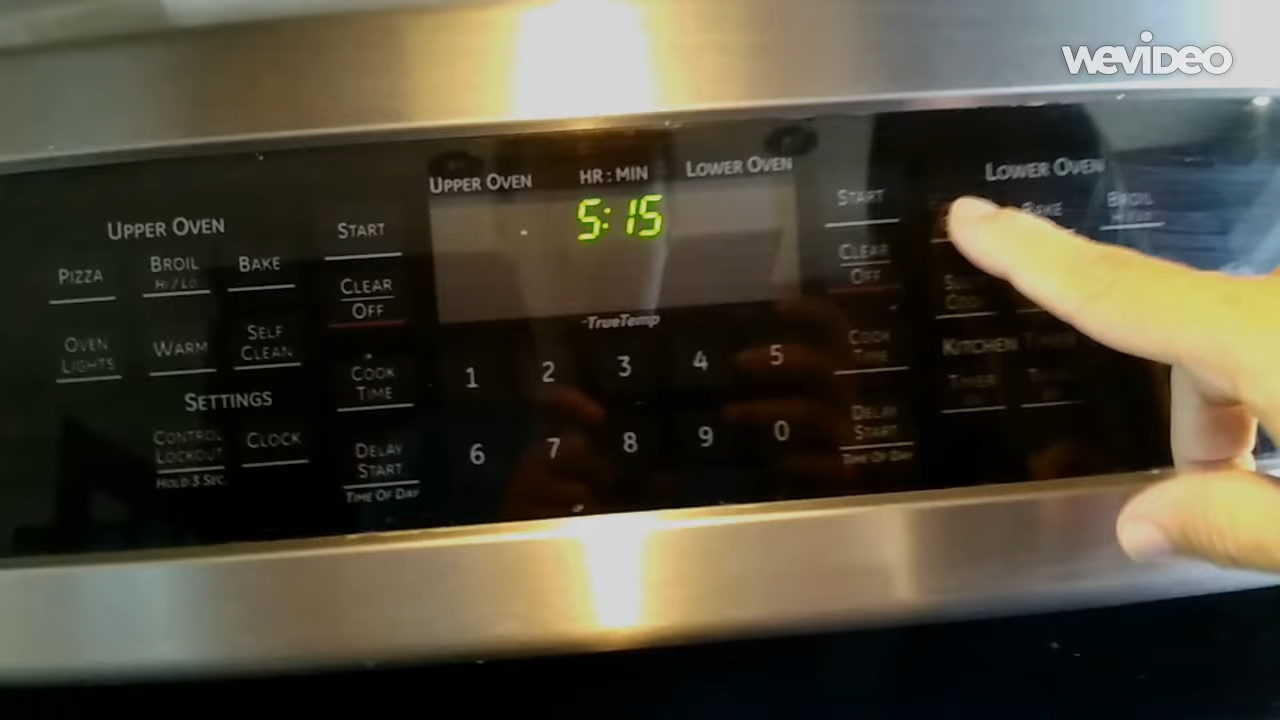 wevideo
UPPER OVEN HR : MIN LOWER OVEN
5:15
TrueTemp
UPPER OVEN
PIZZA BROIL HI / LO BAKE
OVEN LIGHTS WARM SELF CLEAN
SETTINGS
CONTROL LOCKOUT CLOCK
HOLD 3 SEC
START
CLEAR OFF
COOK TIME
DELAY START
TIME OF DAY
1 2 3 4 5
6 7 8 9 0
START
CLEAR OFF
COOK TIME
DELAY START
TIME OF DAY
LOWER OVEN
BAKE BROIL HI / LO
KITCHEN TIMER
TIMER